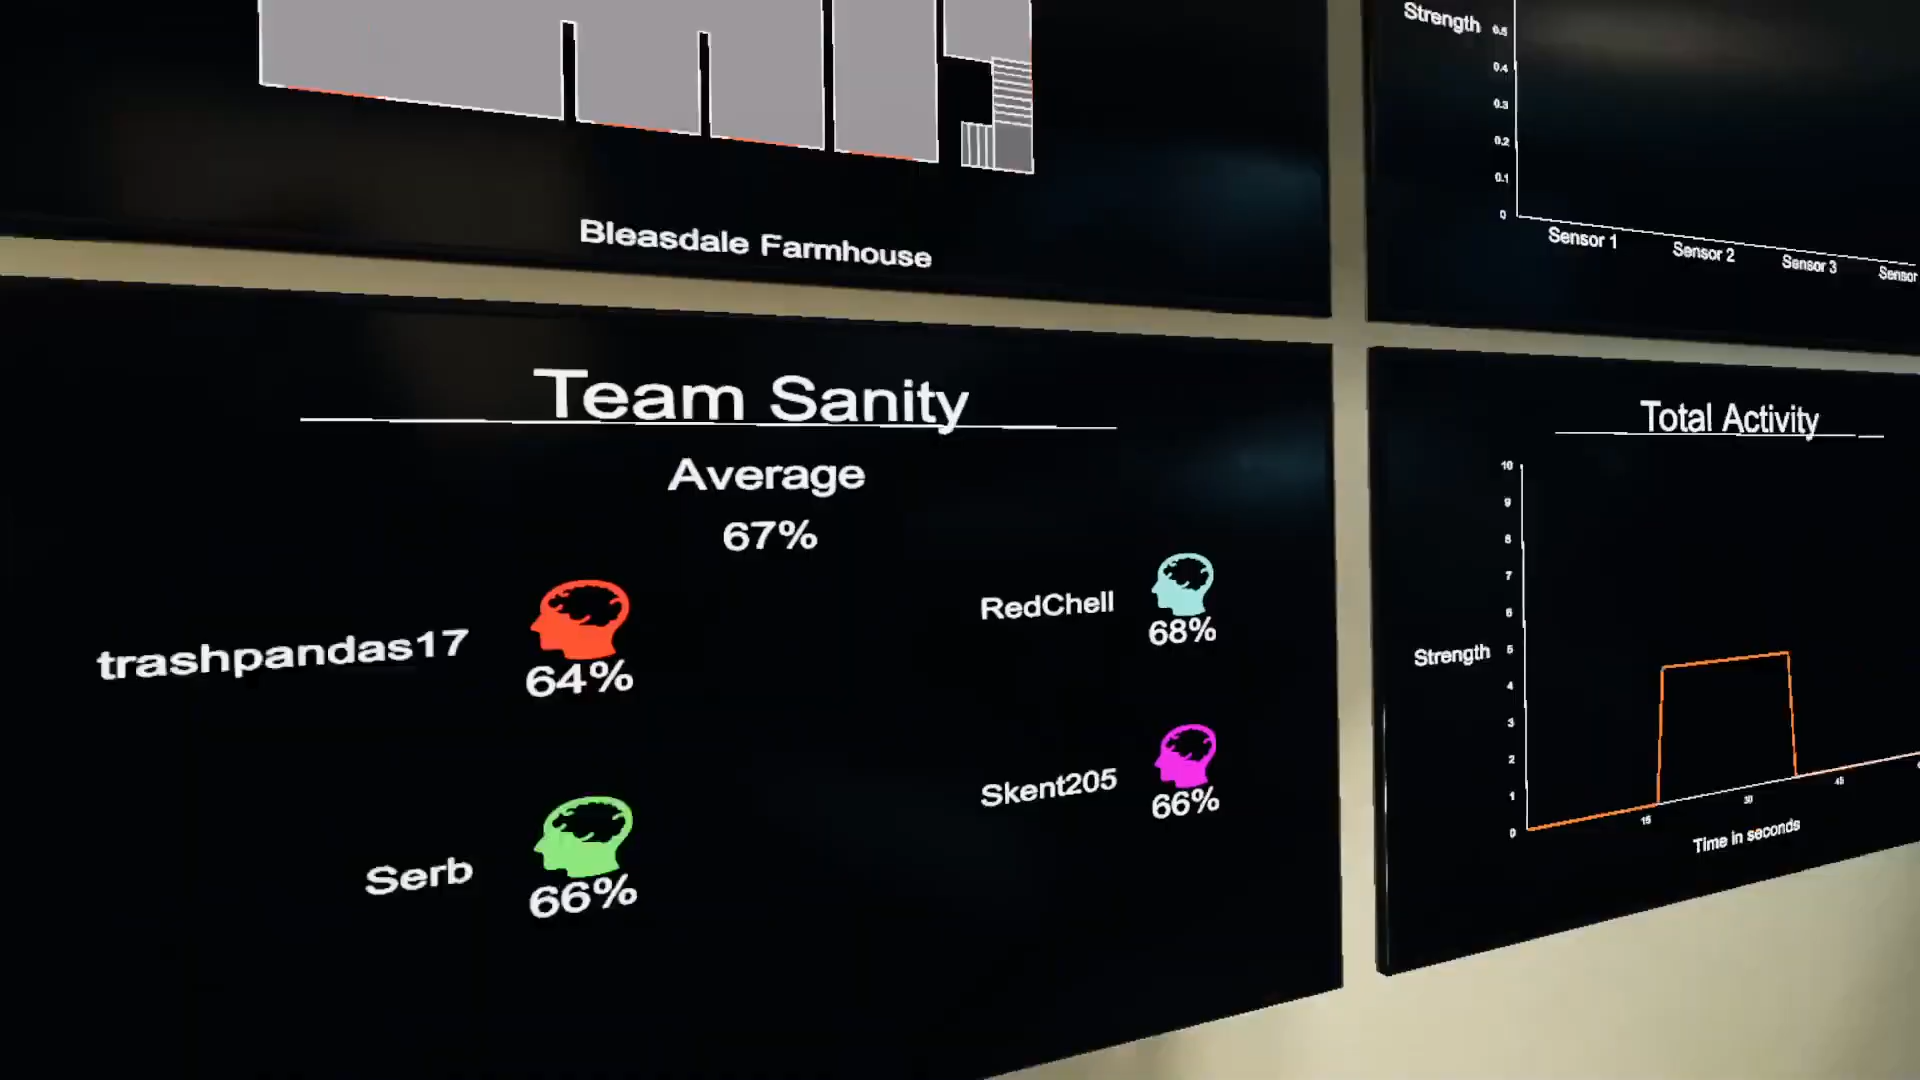 Bleasdale Farmhouse
Strength
0.5
0.4
0.3
0.2
0.1
0
Sensor 1
Sensor 2
Sensor 3
Sensor
Team Sanity
Average
67%
trashpandas17
64%
RedChell
68%
Serb
66%
Skent205
66%
Total Activity
10
9
8
7
6
5
4
3
2
1
0
Strength
15
30
45
Time in seconds